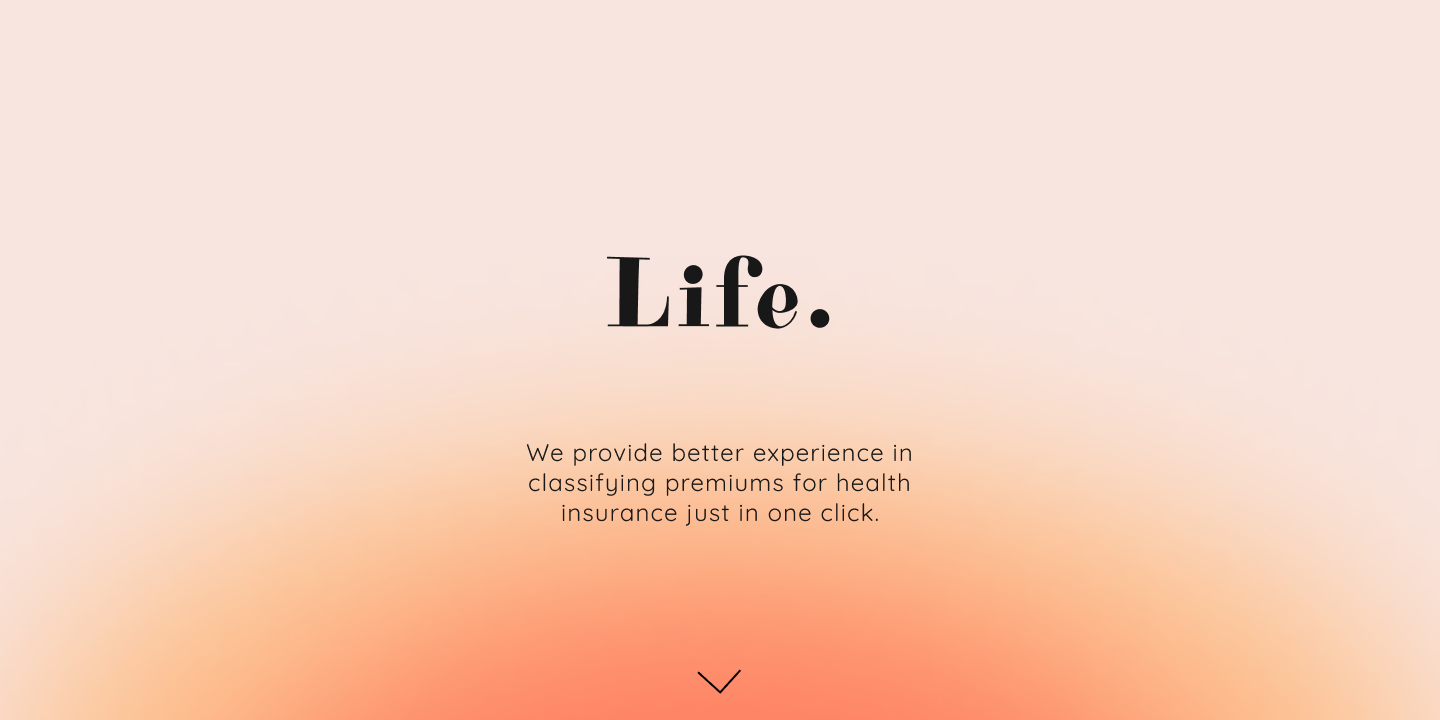 Life.
We provide better experience in
classifying premiums for health
insurance just in one click.